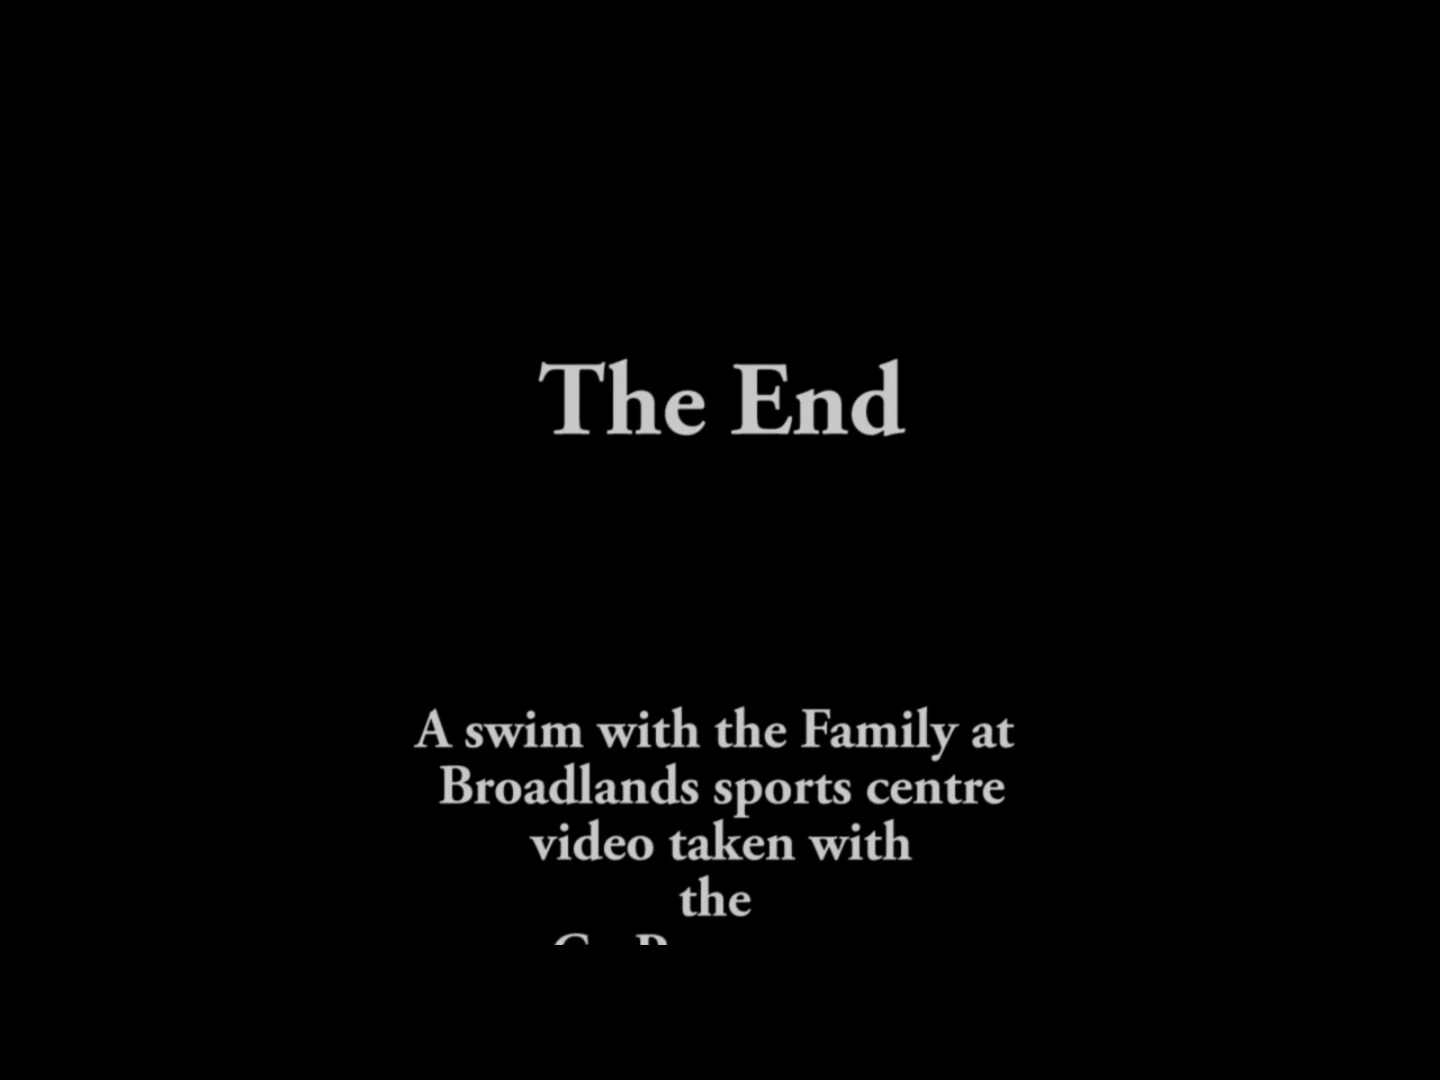 The End
A swim with the Family at
Broadlands sports centre
video taken with
the